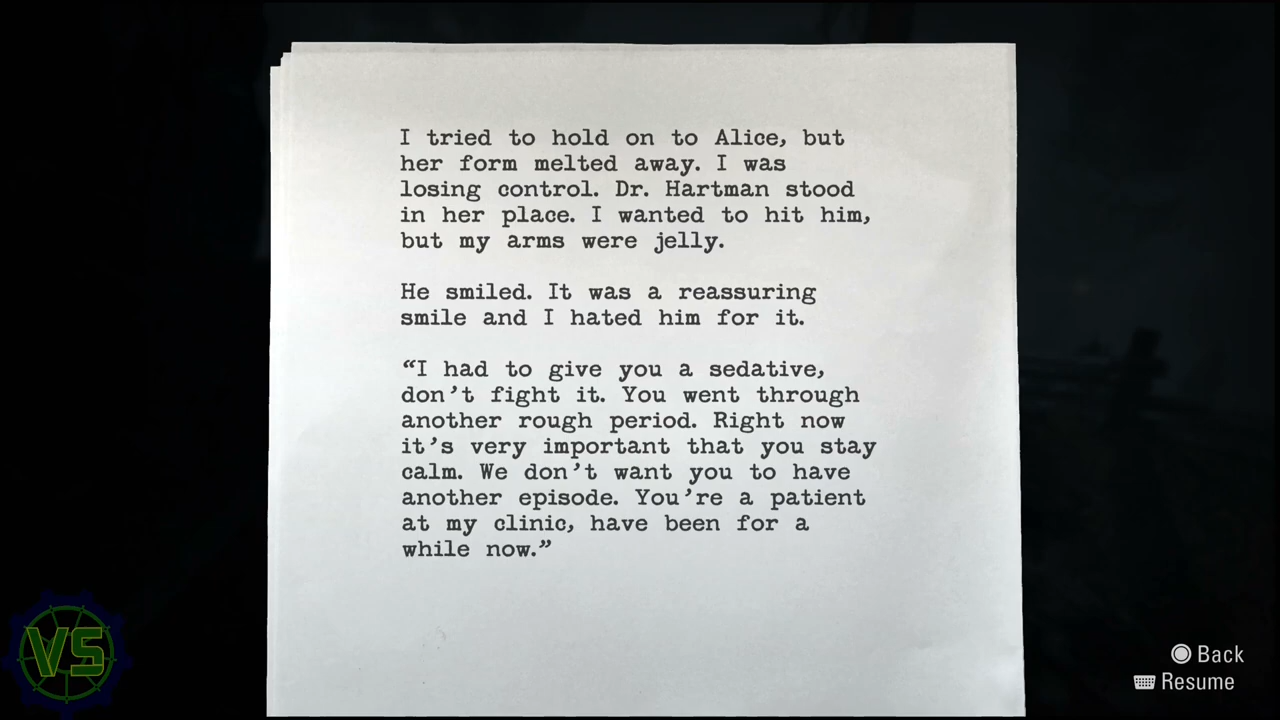 I tried to hold on to Alice, but
her form melted away. I was
losing control. Dr. Hartman stood
in her place. I wanted to hit him,
but my arms were jelly.
He smiled. It was a reassuring
smile and I hated him for it.
“I had to give you a sedative,
don’t fight it. You went through
another rough period. Right now
it’s very important that you stay
calm. We don’t want you to have
another episode. You’re a patient
at my clinic, have been for a
while now.”
VS
Back
Resume